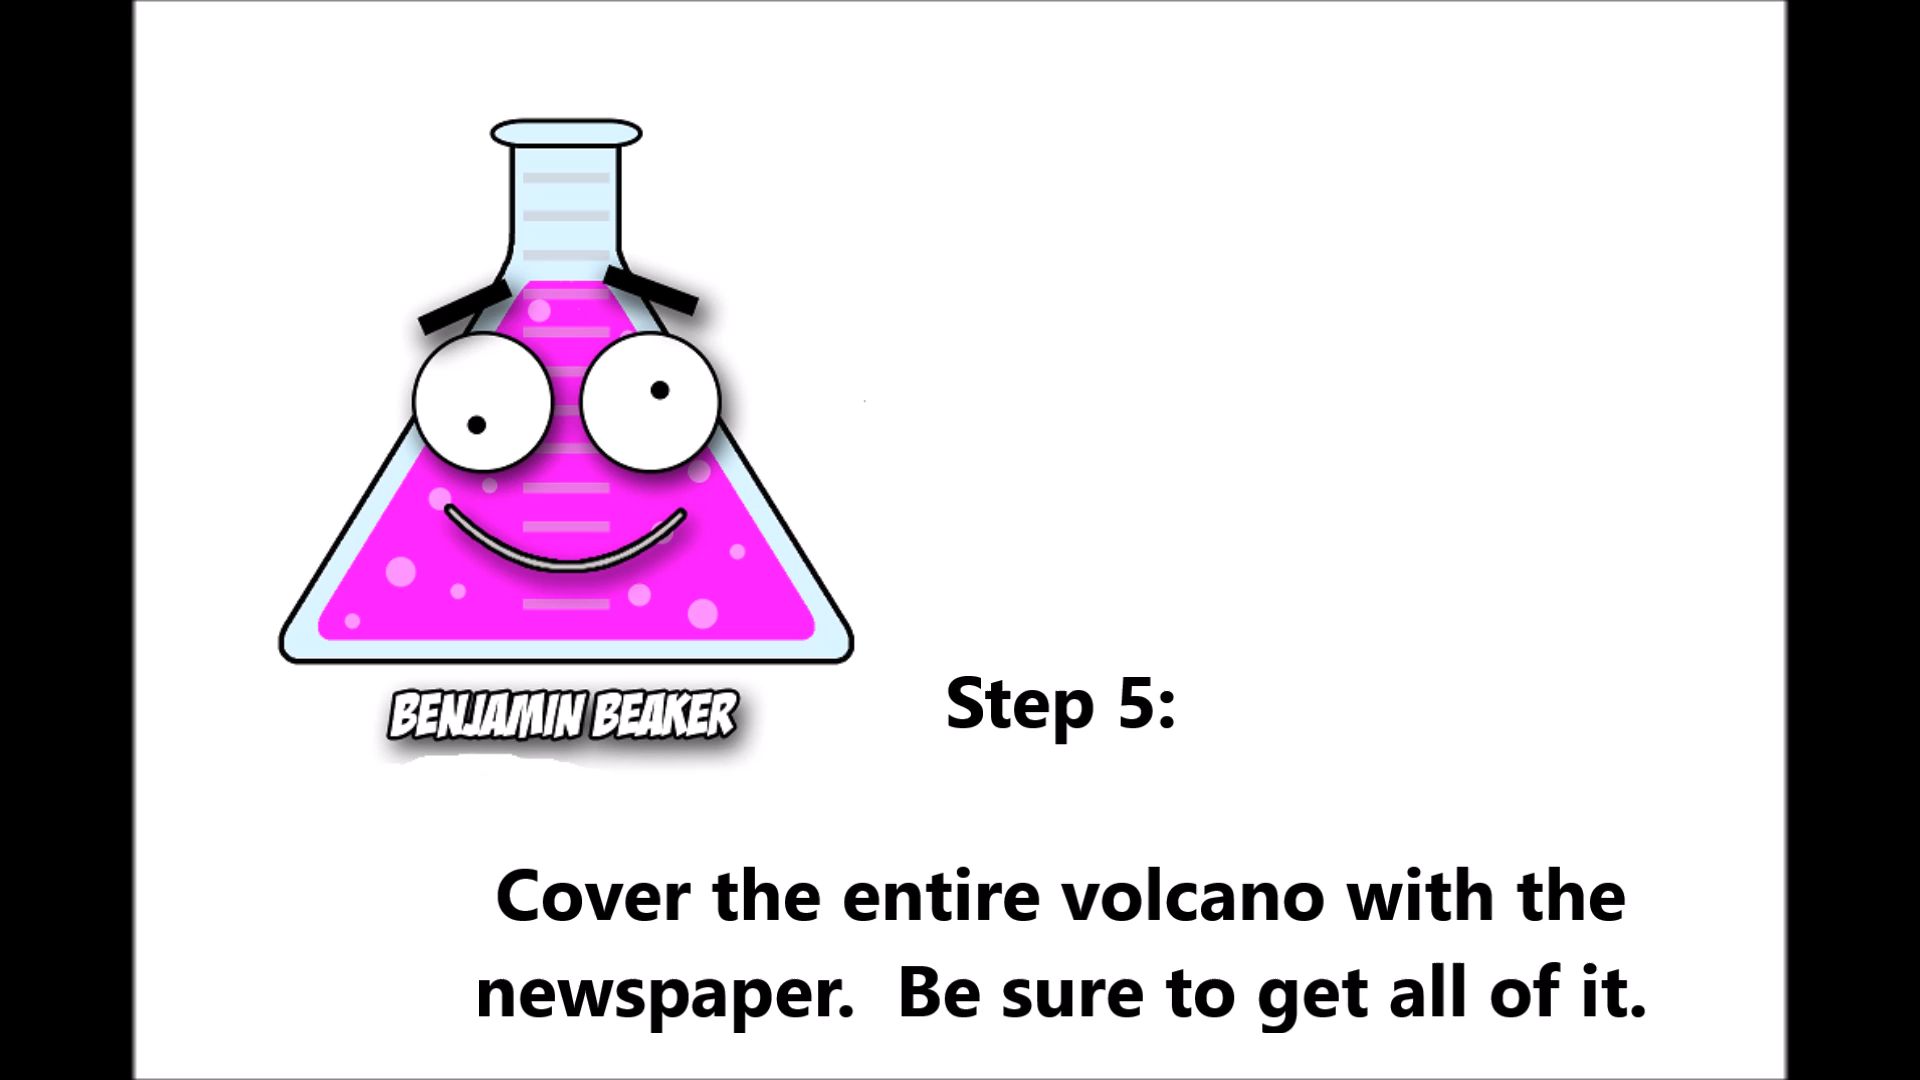 BENJAMIN BEAKER
Step 5:
Cover the entire volcano with the
newspaper.  Be sure to get all of it.